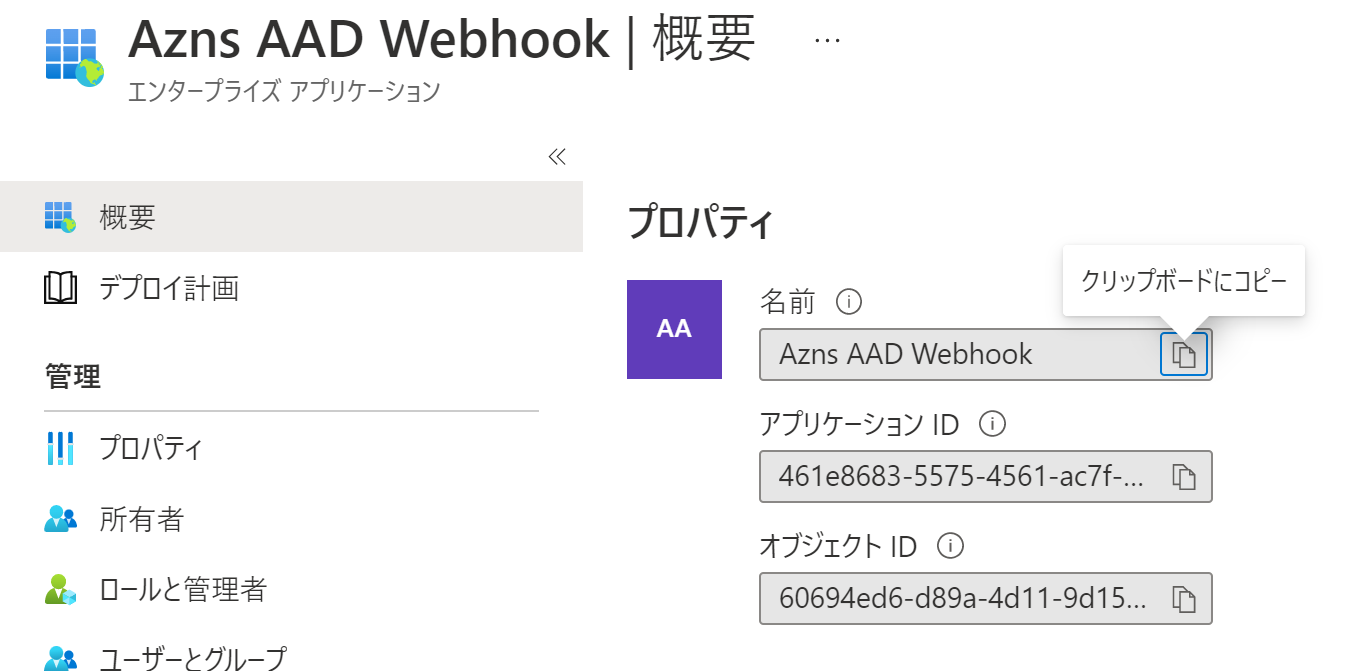 Azns AAD Webhook | 概要 …
エンタープライズ アプリケーション
概要
デプロイ計画
管理
プロパティ
所有者
ロールと管理者
ユーザーとグループ
プロパティ
クリップボードにコピー
AA
名前
Azns AAD Webhook
アプリケーション ID
461e8683-5575-4561-ac7f-...
オブジェクト ID
60694ed6-d89a-4d11-9d15...